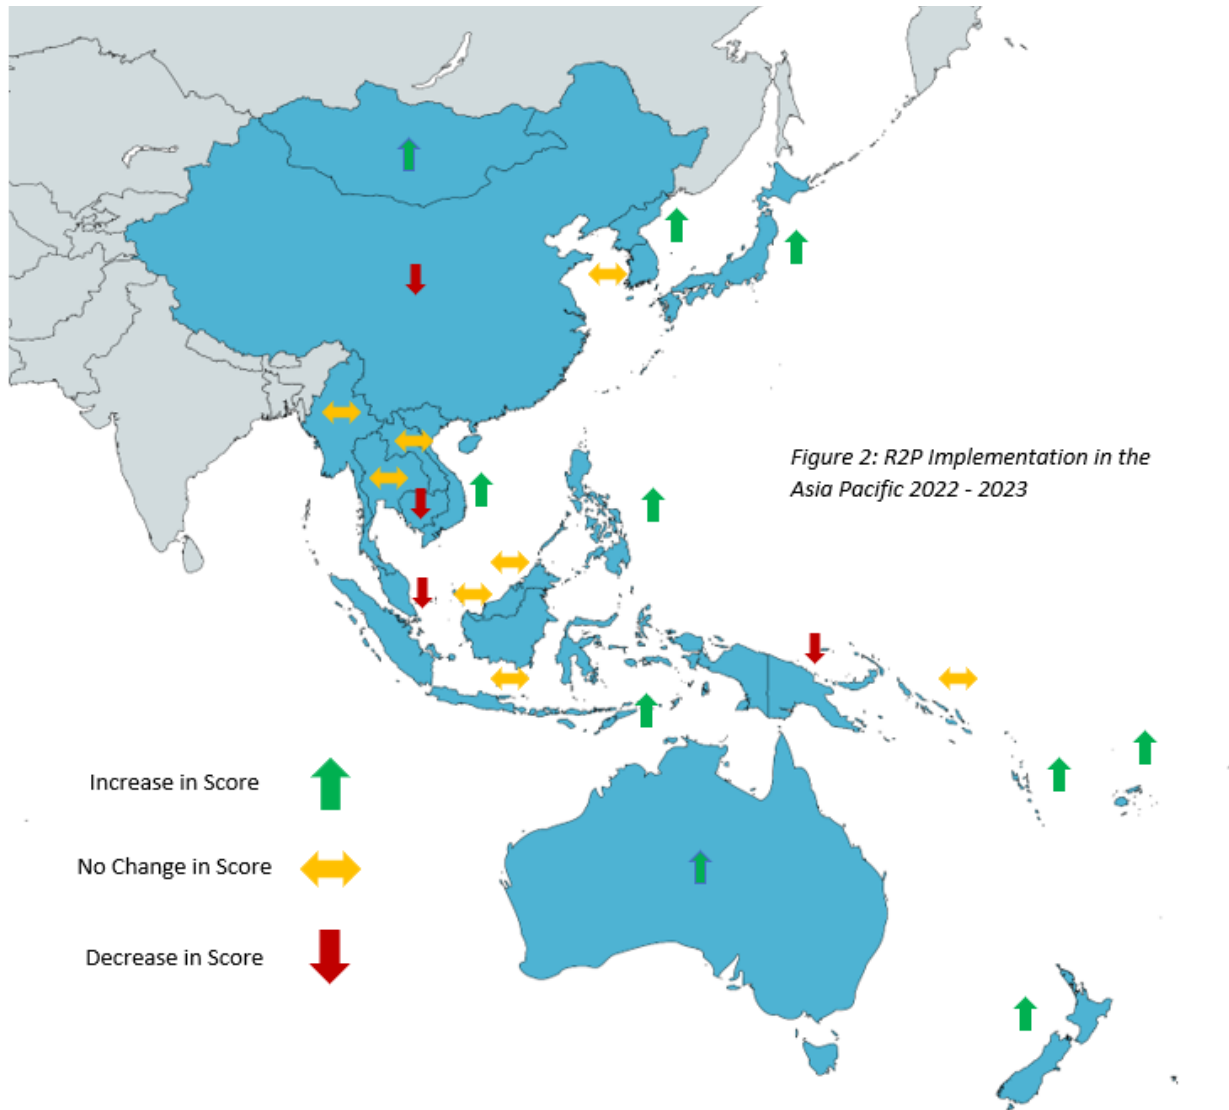 Figure 2: R2P Implementation in the
Asia Pacific 2022 - 2023
Increase in Score
No Change in Score
Decrease in Score